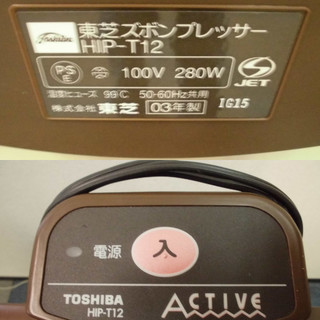 東芝ズボンプレッサー
HIP-T12
PS E 100V 280W JET
温度ヒューズ 99℃ 50-60Hz共用 IG15
株式会社 東芝 03年製
電源 入
TOSHIBA ACTIVE
HIP-T12